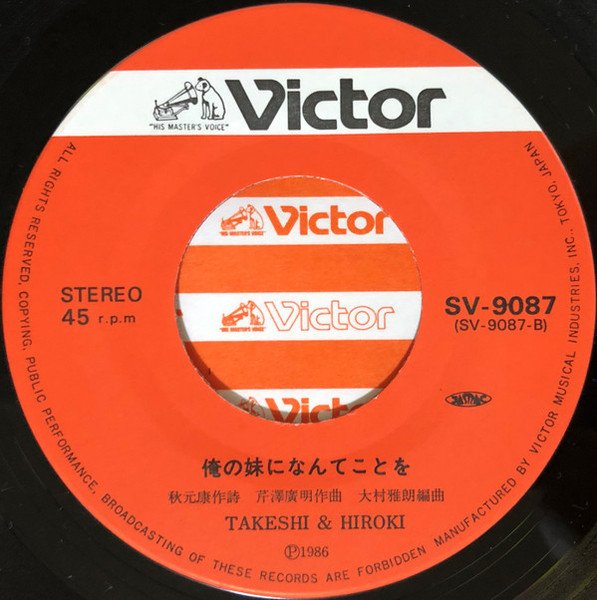 "HIS MASTER'S VOICE"
Victor
"HIS MASTER'S VOICE" Victor
"HIS MASTER'S VOICE" Victor
Victor
STEREO
45 r.p.m
SV-9087
(SV-9087-B)
JASRAC
俺の妹になんてことを
秋元康作詩 芹澤廣明作曲 大村雅朗編曲
TAKESHI & HIROKI
Ⓟ1986
ALL RIGHTS RESERVED, COPYING, PUBLIC PERFORMANCE, BROADCASTING OF THESE RECORDS ARE FORBIDDEN MANUFACTURED BY VICTOR MUSICAL INDUSTRIES, INC., TOKYO, JAPAN